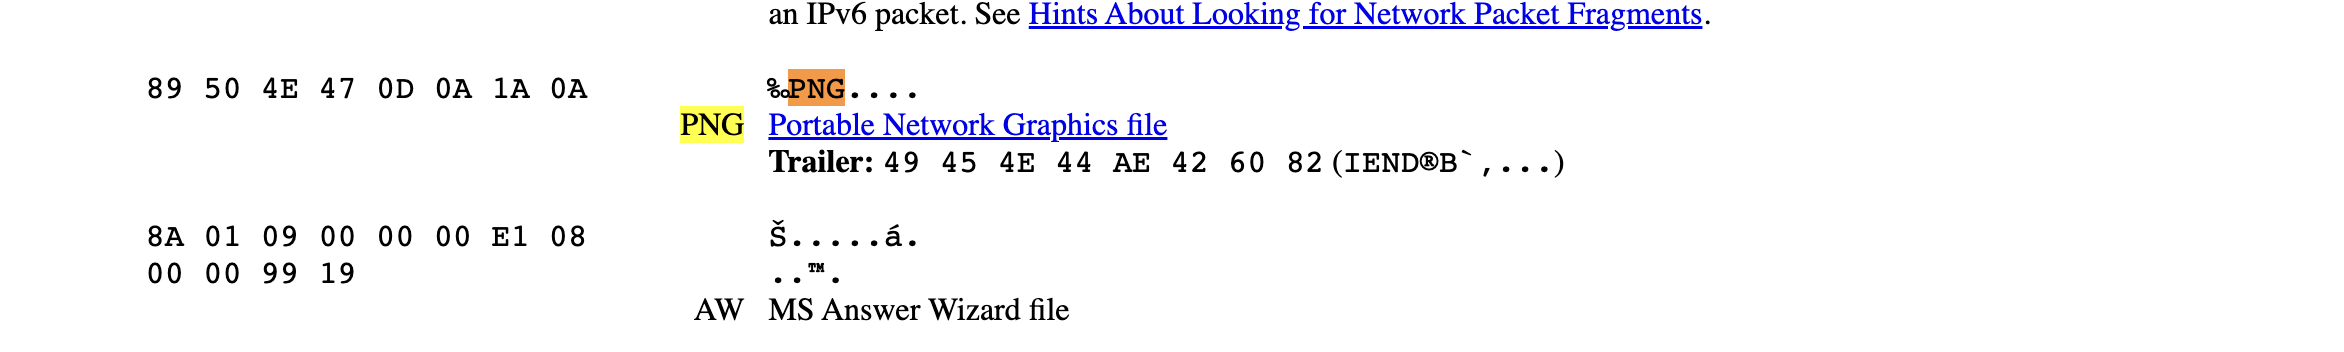 an IPv6 packet. See Hints About Looking for Network Packet Fragments.
89 50 4E 47 0D 0A 1A 0A ‰PNG....
PNG Portable Network Graphics file
Trailer: 49 45 4E 44 AE 42 60 82 (IEND®B`‚...)
8A 01 09 00 00 00 E1 08 Š.....á.
00 00 99 19 ..™.
AW MS Answer Wizard file